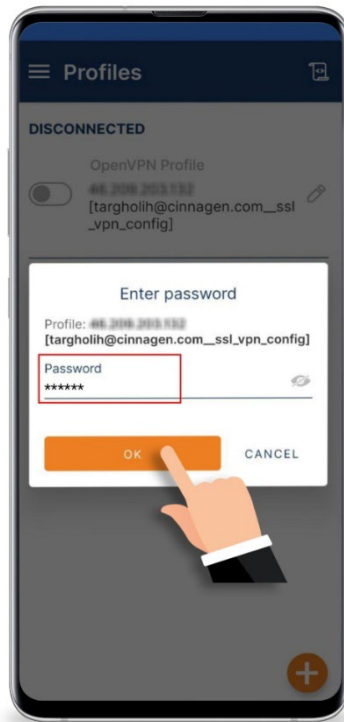 Profiles
DISCONNECTED
OpenVPN Profile
[targholih@cinnagen.com__ssl
_vpn_config]
Enter password
Profile:
[targholih@cinnagen.com__ssl_vpn_config]
Password
******
OK
CANCEL